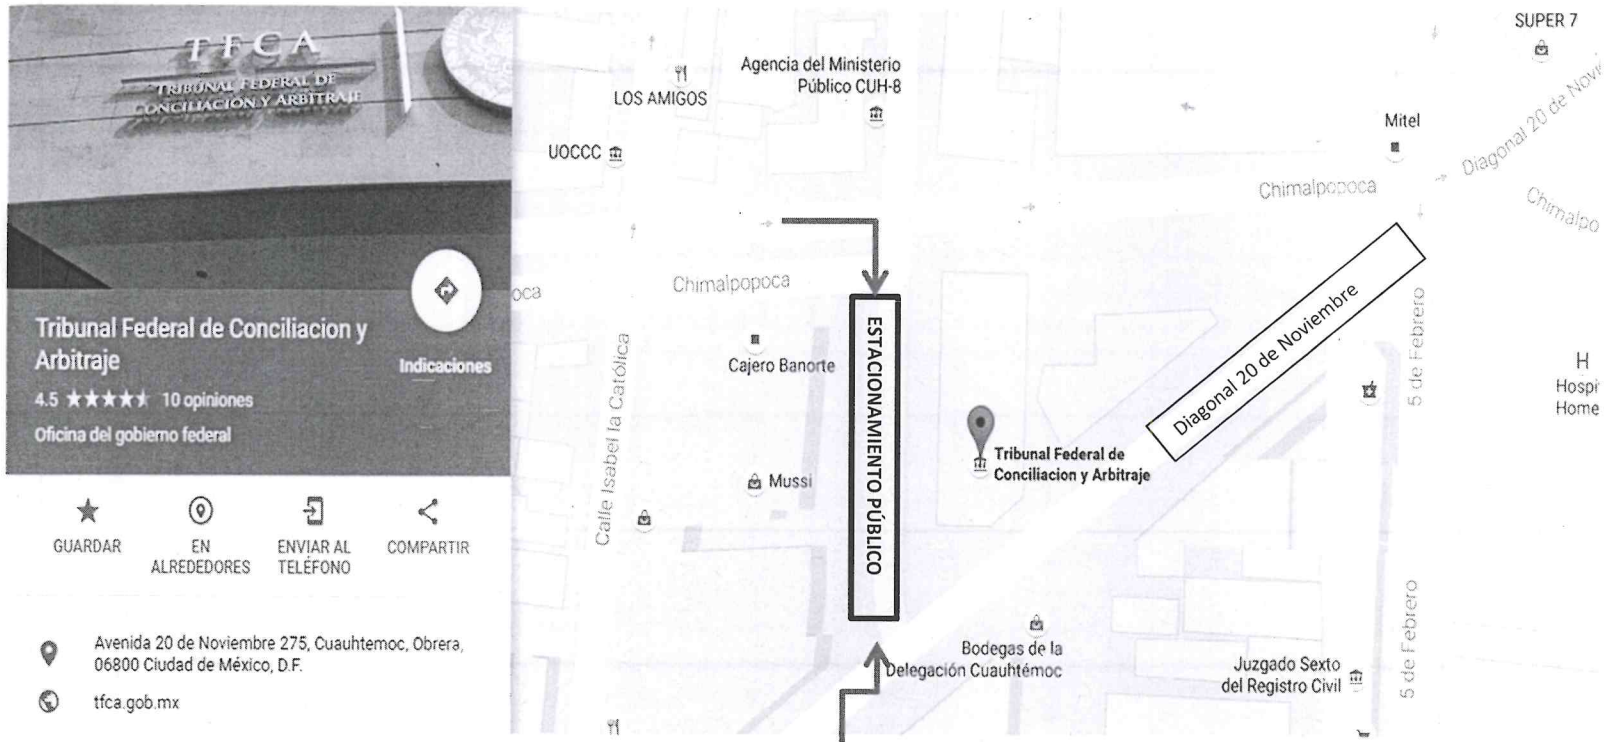 TFCA
TRIBUNAL FEDERAL DE
CONCILIACIÓN Y ARBITRAJE
Tribunal Federal de Conciliacion y
Arbitraje
4.5 ★★★★★ 10 opiniones
Oficina del gobierno federal
Indicaciones
GUARDAR
EN
ALREDEDORES
ENVIAR AL
TELÉFONO
COMPARTIR
Avenida 20 de Noviembre 275, Cuauhtemoc, Obrera,
06800 Ciudad de México, D.F.
tfca.gob.mx
SUPER 7
Agencia del Ministerio
Público CUH-8
LOS AMIGOS
UOCCC
Mitel
Diagonal 20 de Novi
Chimalpopoca
Chimalpo
oca
Chimalpopoca
Cajero Banorte
Calle Isabel la Católica
Mussi
ESTACIONAMIENTO PÚBLICO
Diagonal 20 de Noviembre
5 de Febrero
H
Hospi
Home
Tribunal Federal de
Conciliacion y Arbitraje
Bodegas de la
Delegación Cuauhtémoc
Juzgado Sexto
del Registro Civil
5 de Febrero